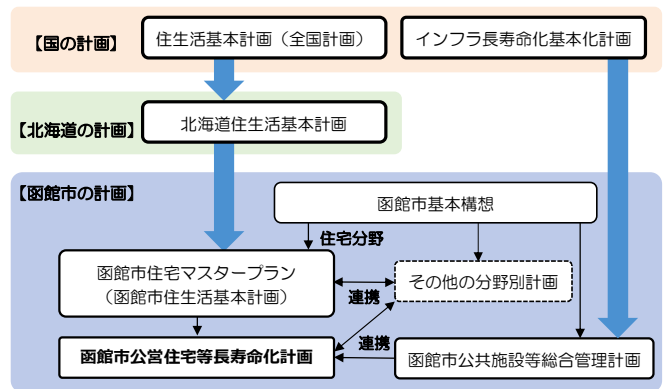 【国の計画】
住生活基本計画（全国計画）
インフラ長寿命化基本化計画
【北海道の計画】
北海道住生活基本計画
【函館市の計画】
函館市基本構想
住宅分野
函館市住宅マスタープラン
（函館市住生活基本計画）
その他の分野別計画
連携
函館市公営住宅等長寿命化計画
連携
函館市公共施設等総合管理計画